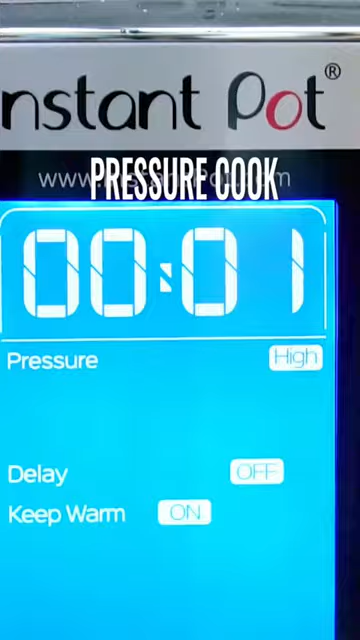 nstant Pot®
PRESSURE COOK
00:01
Pressure High
Delay OFF
Keep Warm ON